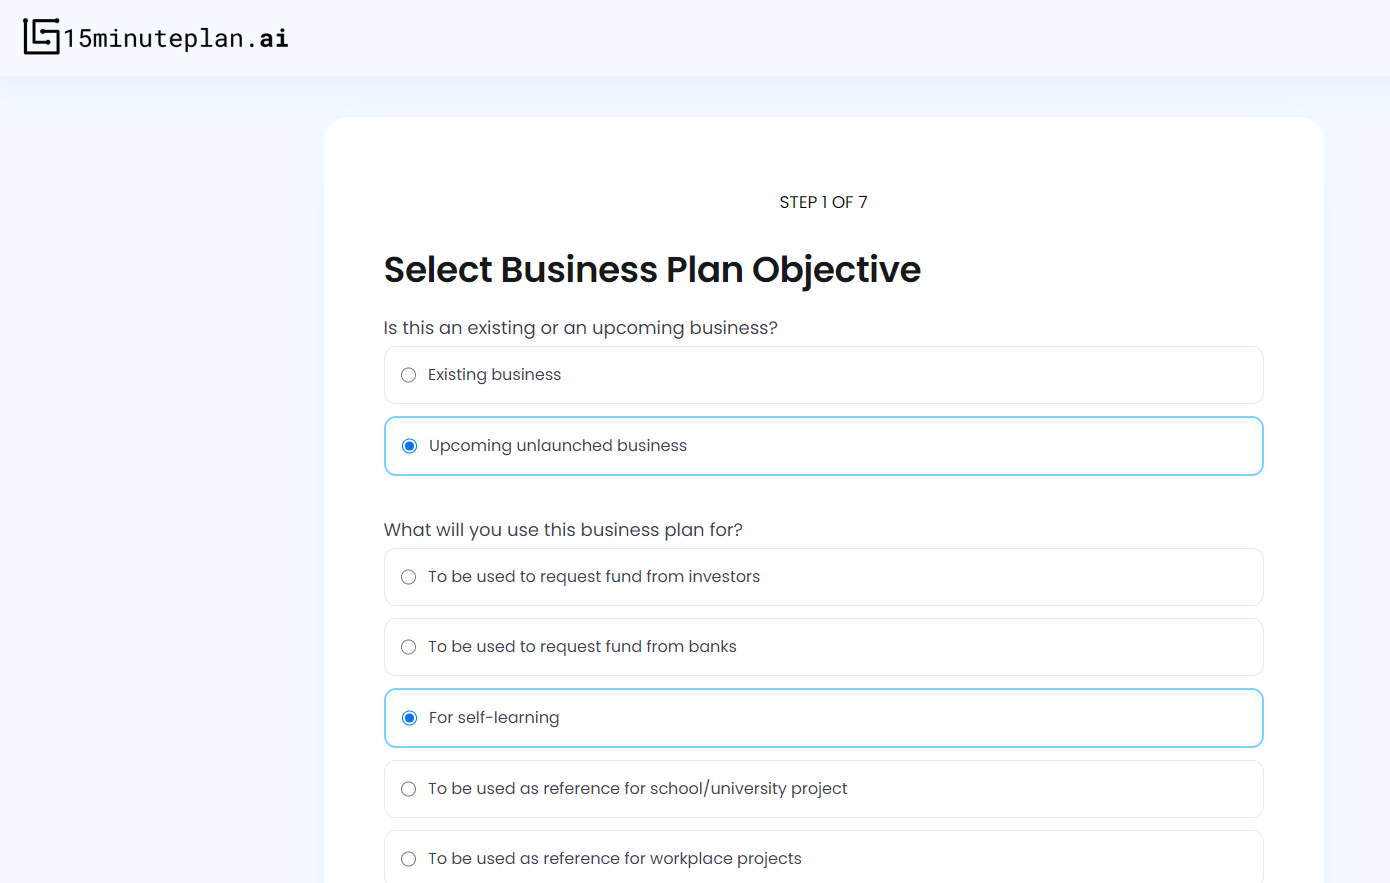 15minuteplan.ai
STEP 1 OF 7
Select Business Plan Objective
Is this an existing or an upcoming business?
Existing business
Upcoming unlaunched business
What will you use this business plan for?
To be used to request fund from investors
To be used to request fund from banks
For self-learning
To be used as reference for school/university project
To be used as reference for workplace projects